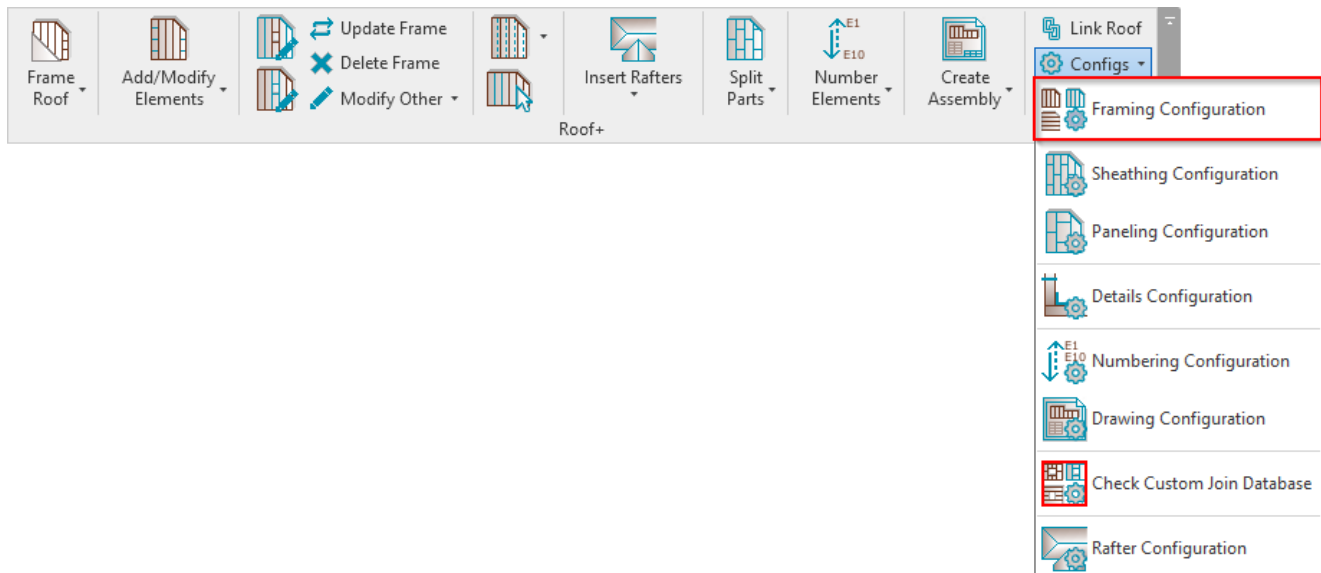 Frame
Roof
Add/Modify
Elements
Update Frame
Delete Frame
Modify Other
Insert Rafters
Split
Parts
E1
E10
Number
Elements
Create
Assembly
Link Roof
Configs
Roof+
Framing Configuration
Sheathing Configuration
Paneling Configuration
Details Configuration
E1
E10
Numbering Configuration
Drawing Configuration
Check Custom Join Database
Rafter Configuration